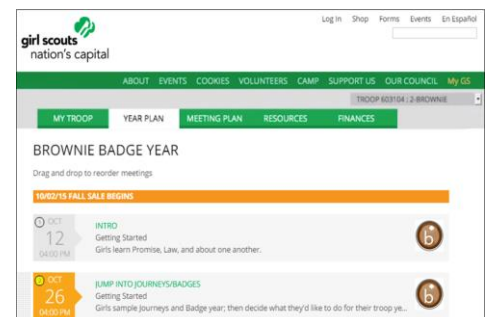 Log In Shop Forms Events En Español
girl scouts
nation's capital
ABOUT EVENTS COOKIES VOLUNTEERS CAMP SUPPORT US OUR COUNCIL My GS
TROOP 603104 : 2-BROWNIE
MY TROOP YEAR PLAN MEETING PLAN RESOURCES FINANCES
BROWNIE BADGE YEAR
Drag and drop to reorder meetings
10/02/15 FALL SALE BEGINS
1 OCT
12
04:00 PM
INTRO
Getting Started
Girls learn Promise, Law, and about one another.
b
2 OCT
26
04:00 PM
JUMP INTO JOURNEYS/BADGES
Getting Started
Girls sample Journeys and Badge year; then decide what they'd like to do for their troop ye...
b